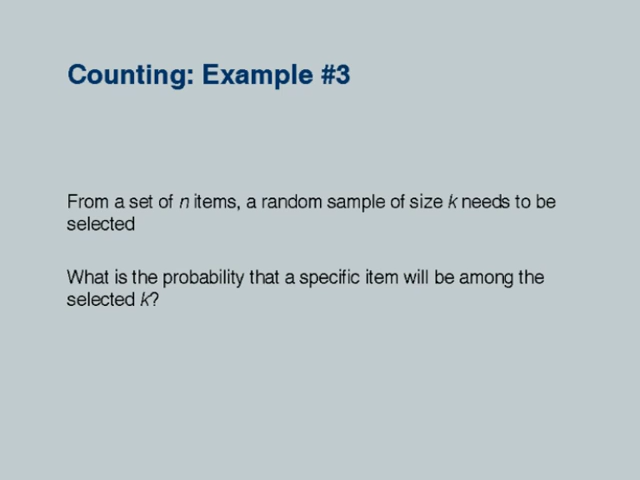 Counting: Example #3
From a set of n items, a random sample of size k needs to be
selected
What is the probability that a specific item will be among the
selected k?